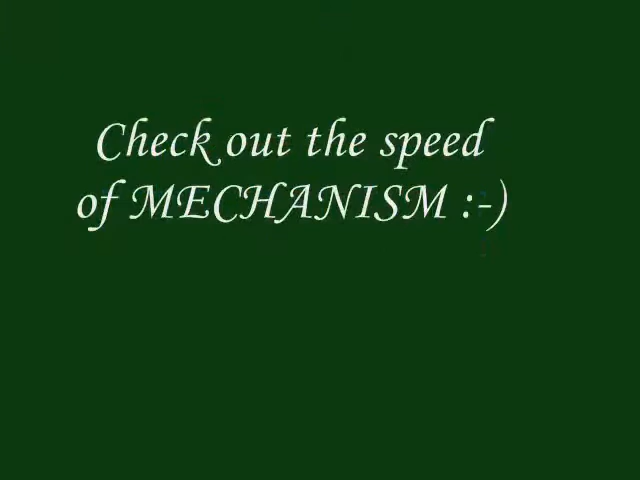 Check out the speed
of MECHANISM :-)